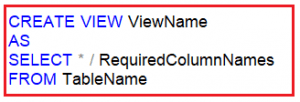 CREATE VIEW ViewName
AS
SELECT * / RequiredColumnNames
FROM TableName